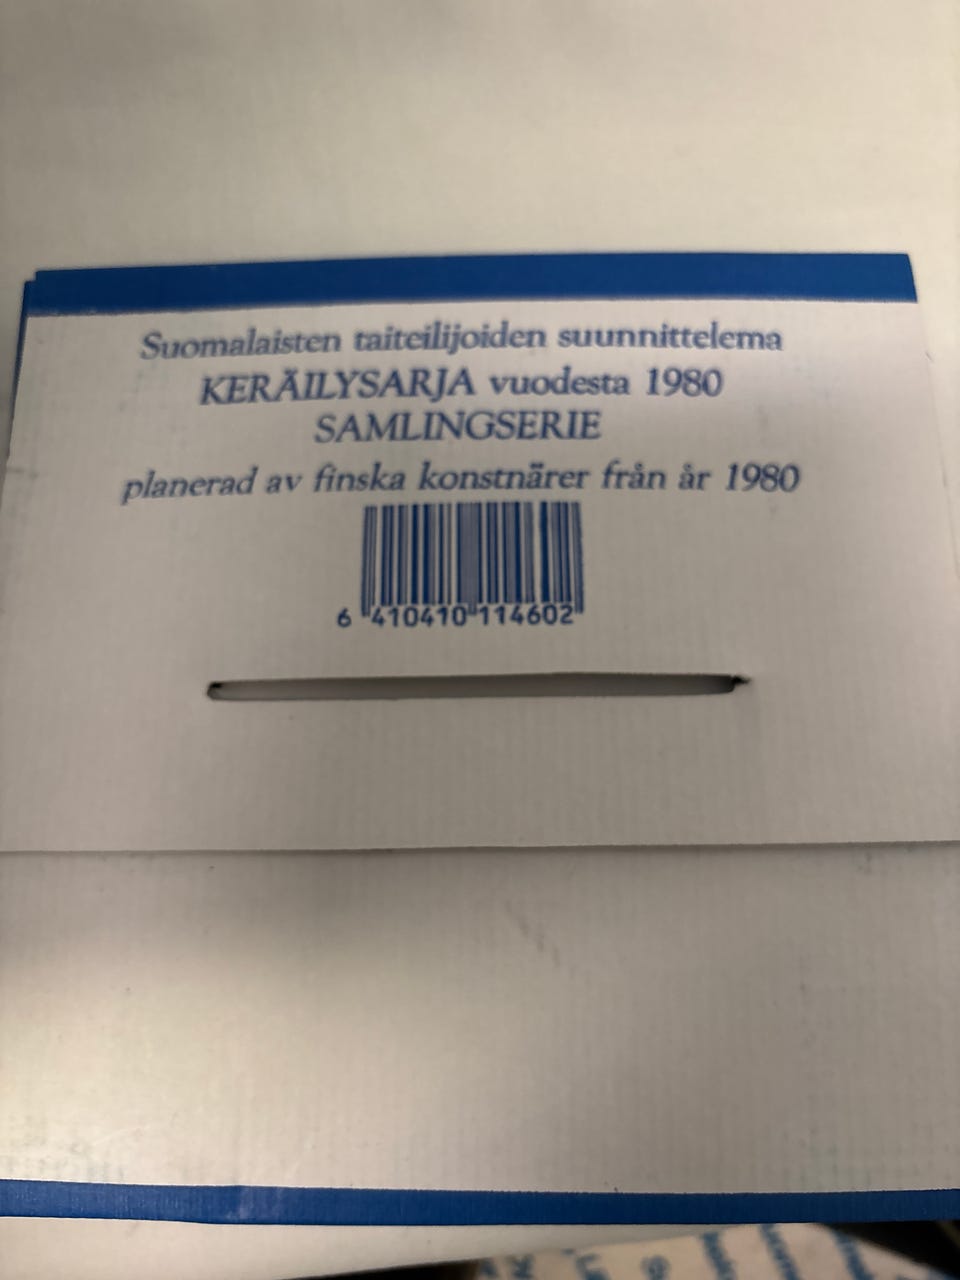 Suomalaisten taiteilijoiden suunnittelema
KERÄILYSARJA vuodesta 1980
SAMLINGSERIE
planerad av finska konstnärer från år 1980
6 410410 114602